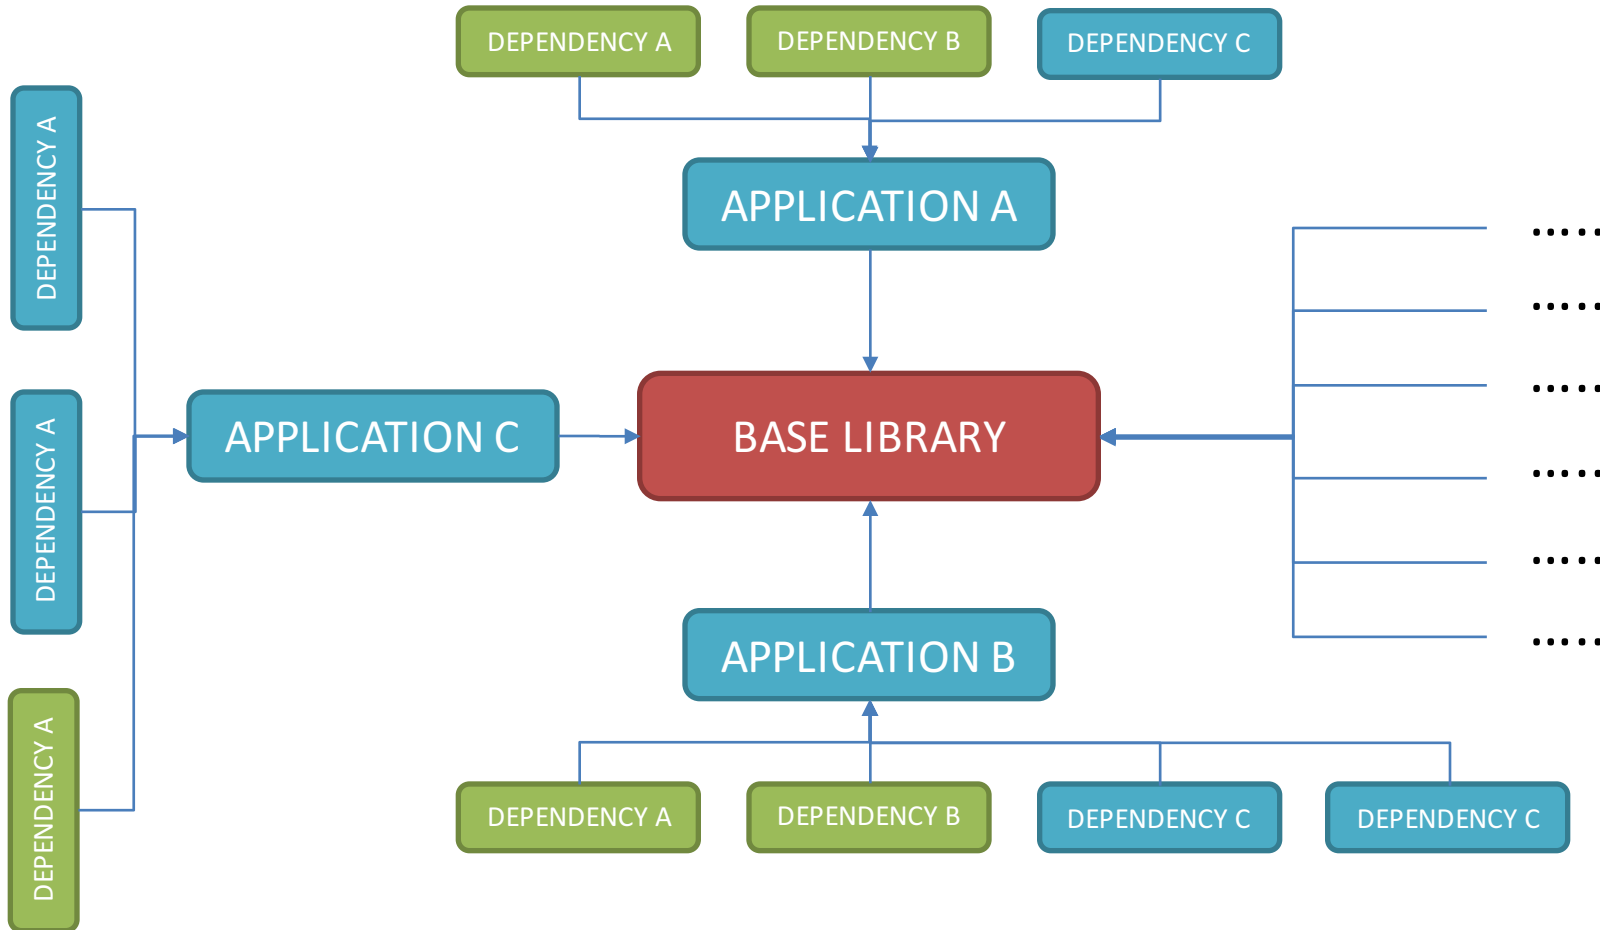 DEPENDENCY A
DEPENDENCY B
DEPENDENCY C
DEPENDENCY A
APPLICATION A
.....
.....
.....
DEPENDENCY A
APPLICATION C
BASE LIBRARY
.....
.....
.....
APPLICATION B
DEPENDENCY A
DEPENDENCY A
DEPENDENCY B
DEPENDENCY C
DEPENDENCY C